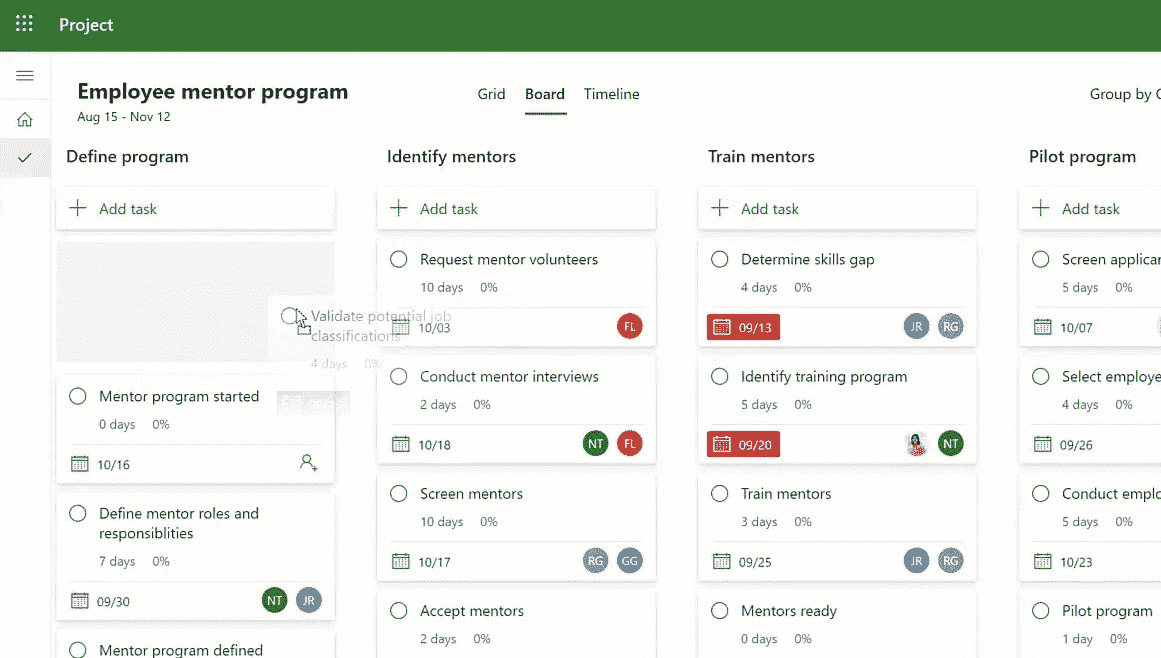 Project
Employee mentor program
Aug 15 - Nov 12
Grid Board Timeline
Group by
Define program
Add task
Validate potential job
classifications
4 days 0%
Mentor program started
0 days 0%
10/16
Define mentor roles and
responsiblities
7 days 0%
09/30
NT JR
Mentor program defined
Identify mentors
Add task
Request mentor volunteers
10 days 0%
10/03
FL
Conduct mentor interviews
2 days 0%
10/18
NT FL
Screen mentors
10 days 0%
10/17
RG GG
Accept mentors
2 days 0%
Train mentors
Add task
Determine skills gap
4 days 0%
09/13
JR RG
Identify training program
5 days 0%
09/20
NT
Train mentors
3 days 0%
09/25
JR RG
Mentors ready
0 days 0%
Pilot program
Add task
Screen applicar
5 days 0%
10/07
Select employe
4 days 0%
09/26
Conduct emplo
5 days 0%
10/23
Pilot program
1 day 0%